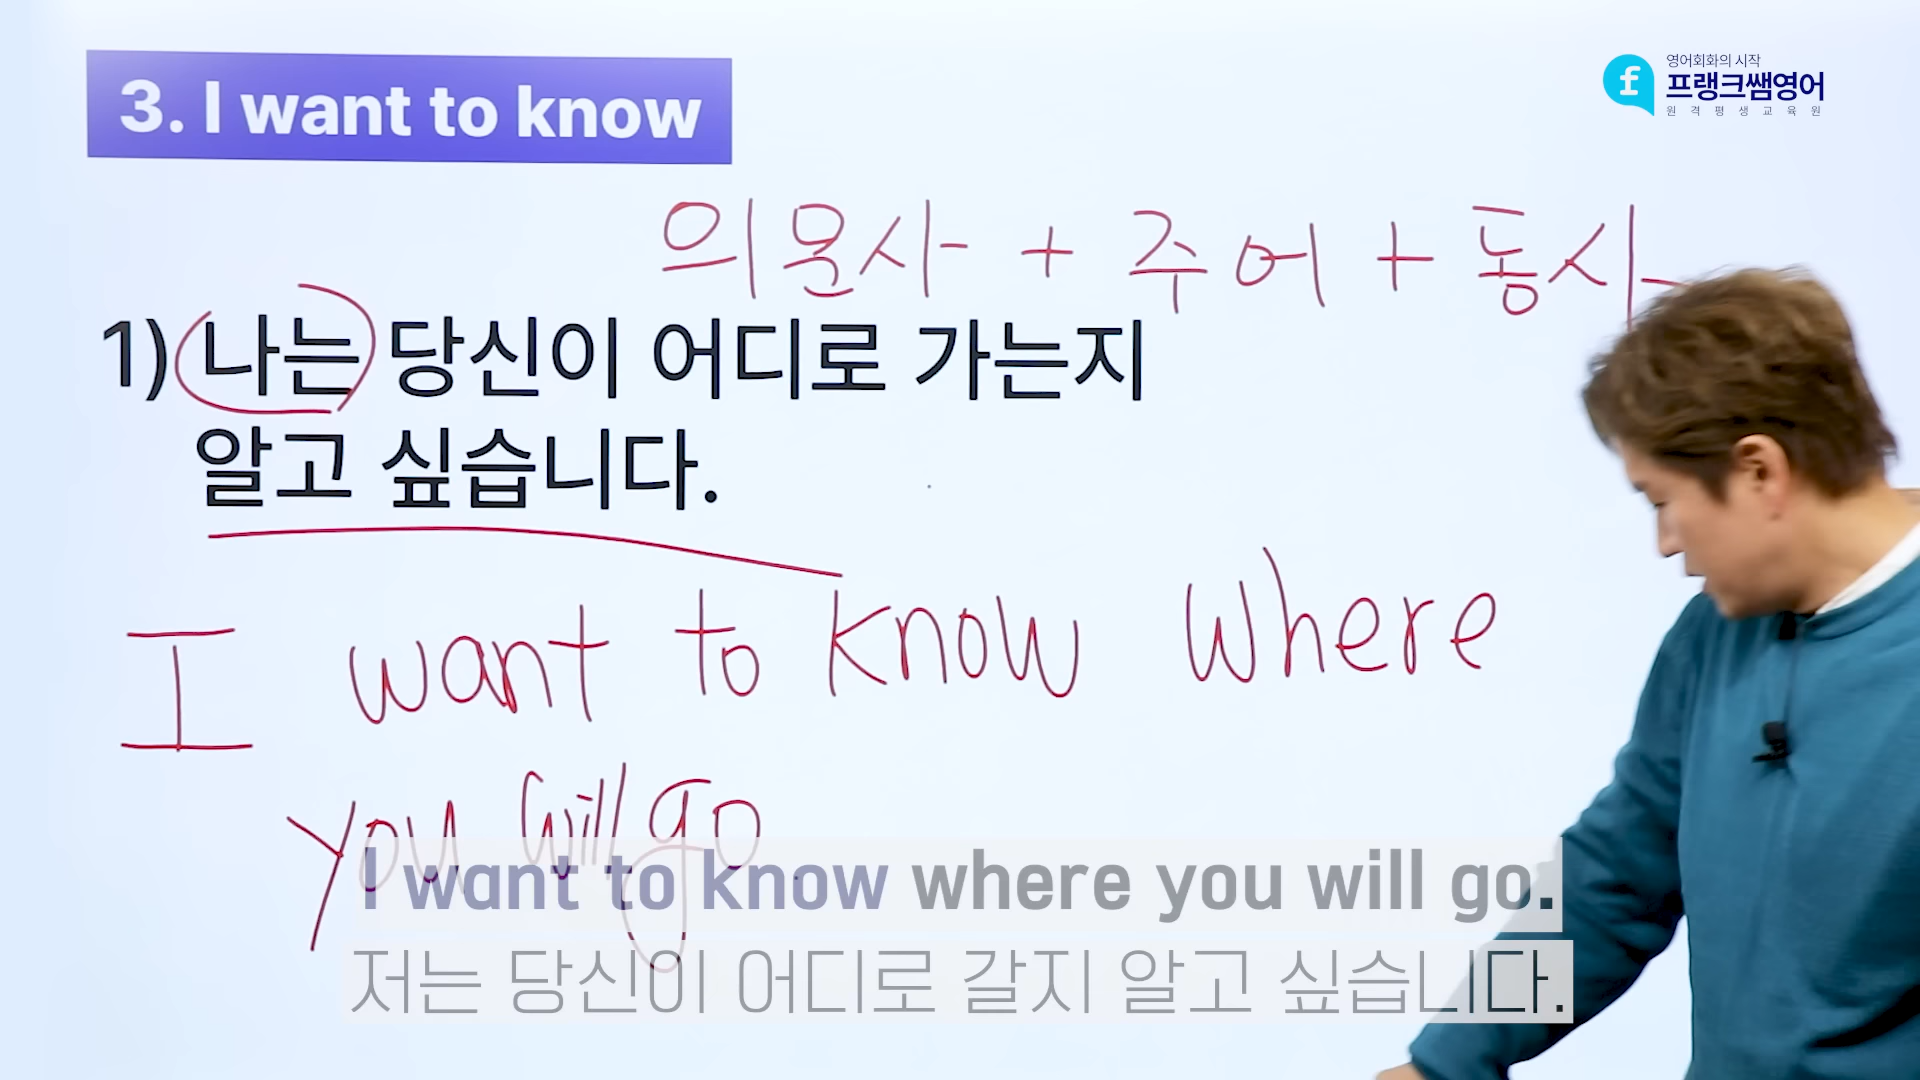 3. I want to know
영어회화의 시작
프랭크쌤영어
원격평생교육원
의문사 + 주어 + 동사
1) 나는 당신이 어디로 가는지
알고 싶습니다.
I want to know where
you will go
I want to know where you will go.
저는 당신이 어디로 갈지 알고 싶습니다.